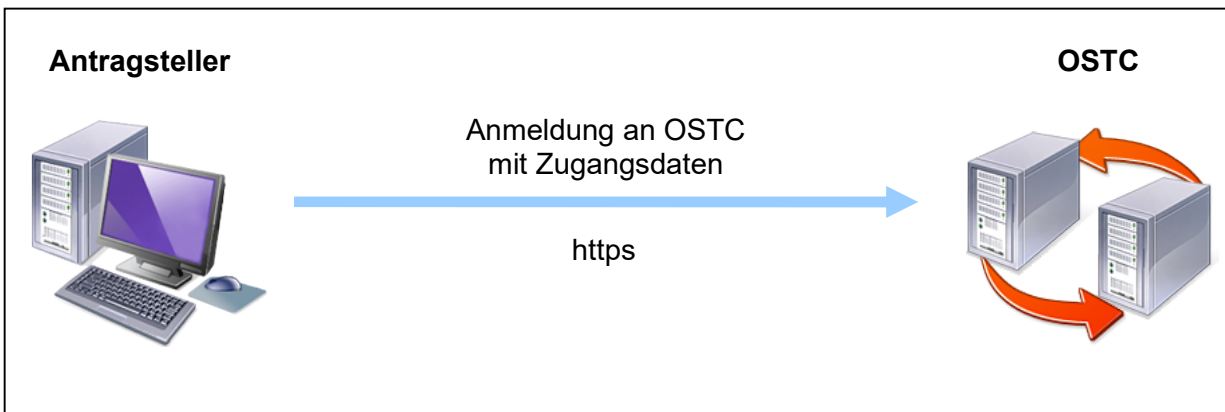 Antragsteller
OSTC
Anmeldung an OSTC
mit Zugangsdaten
https